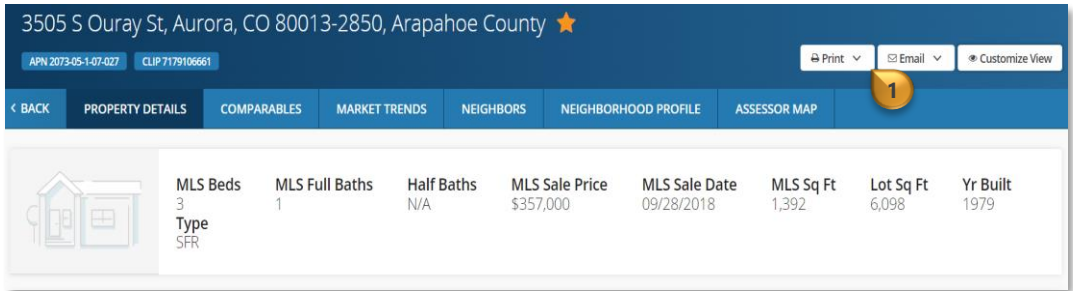 3505 S Ouray St, Aurora, CO 80013-2850, Arapahoe County
APN 2073-05-1-07-027 CLIP 7179106661
Print Email Customize View
1
< BACK PROPERTY DETAILS COMPARABLES MARKET TRENDS NEIGHBORS NEIGHBORHOOD PROFILE ASSESSOR MAP
MLS Beds MLS Full Baths Half Baths MLS Sale Price MLS Sale Date MLS Sq Ft Lot Sq Ft Yr Built
3 1 N/A $357,000 09/28/2018 1,392 6,098 1979
Type
SFR